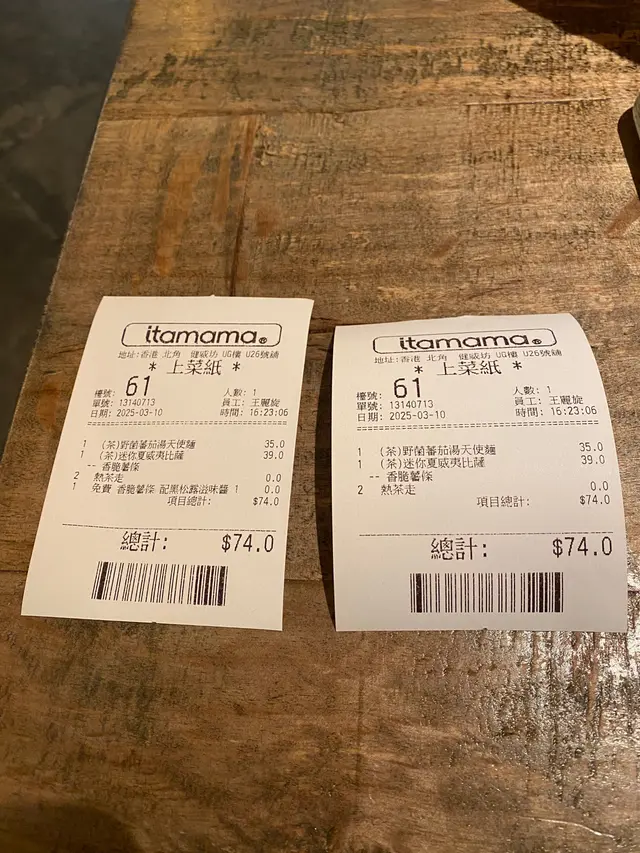 itamama®
地址:香港 北角 健威坊 UG樓 U26號舖
* 上菜紙 *
檯號: 61 人數: 1
單號: 13140713 員工: 王麗旋
日期: 2025-03-10 時間: 16:23:06
1 (茶)野菌蕃茄湯天使麵 35.0
1 (茶)迷你夏威夷比薩 39.0
-- 香脆薯條
2 熱茶走 0.0
1 免費 香脆薯條 配黑松露滋味醬 1 0.0
項目總計: $74.0
總計: $74.0
itamama®
地址:香港 北角 健威坊 UG樓 U26號舖
* 上菜紙 *
檯號: 61 人數: 1
單號: 13140713 員工: 王麗旋
日期: 2025-03-10 時間: 16:23:06
1 (茶)野菌蕃茄湯天使麵 35.0
1 (茶)迷你夏威夷比薩 39.0
-- 香脆薯條
2 熱茶走 0.0
項目總計: $74.0
總計: $74.0